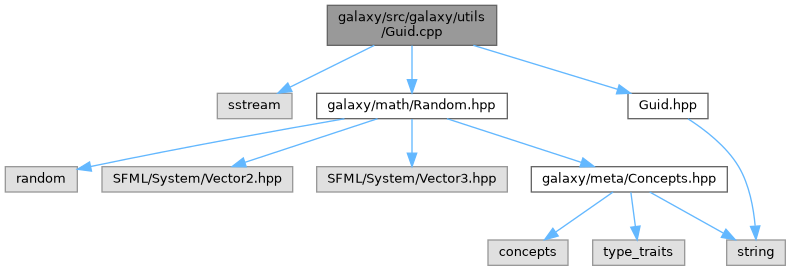 galaxy/src/galaxy/utils
/Guid.cpp
sstream
galaxy/math/Random.hpp
Guid.hpp
random
SFML/System/Vector2.hpp
SFML/System/Vector3.hpp
galaxy/meta/Concepts.hpp
concepts
type_traits
string